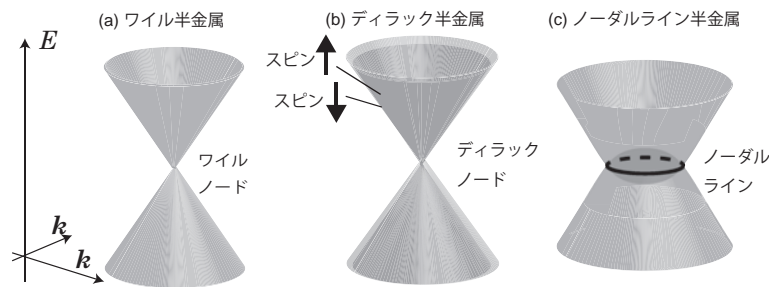 (a) ワイル半金属
(b) ディラック半金属
(c) ノーダルライン半金属
E
k
k
ワイル
ノード
スピン
スピン
ディラック
ノード
ノーダル
ライン